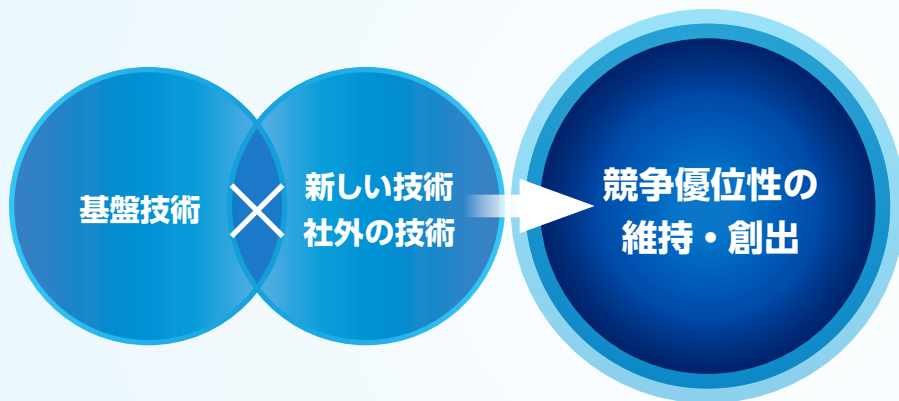 基盤技術
新しい技術
社外の技術
競争優位性の
維持・創出